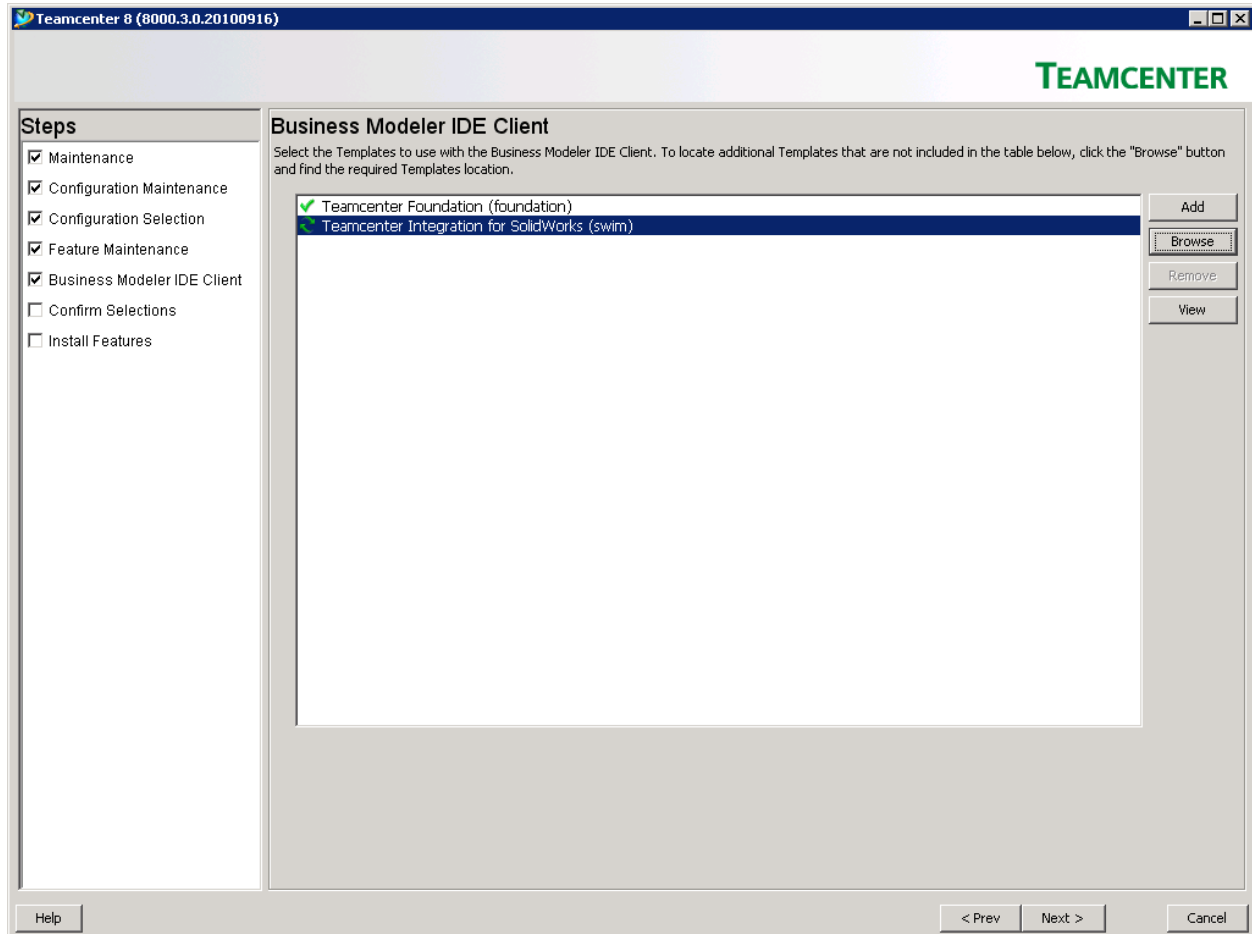 Teamcenter 8 (8000.3.0.20100916)
TEAMCENTER
Steps
Maintenance
Configuration Maintenance
Configuration Selection
Feature Maintenance
Business Modeler IDE Client
Confirm Selections
Install Features
Business Modeler IDE Client
Select the Templates to use with the Business Modeler IDE Client. To locate additional Templates that are not included in the table below, click the "Browse" button
and find the required Templates location.
Teamcenter Foundation (foundation)
Teamcenter Integration for SolidWorks (swim)
Add
Browse
Remove
View
Help
< Prev
Next >
Cancel